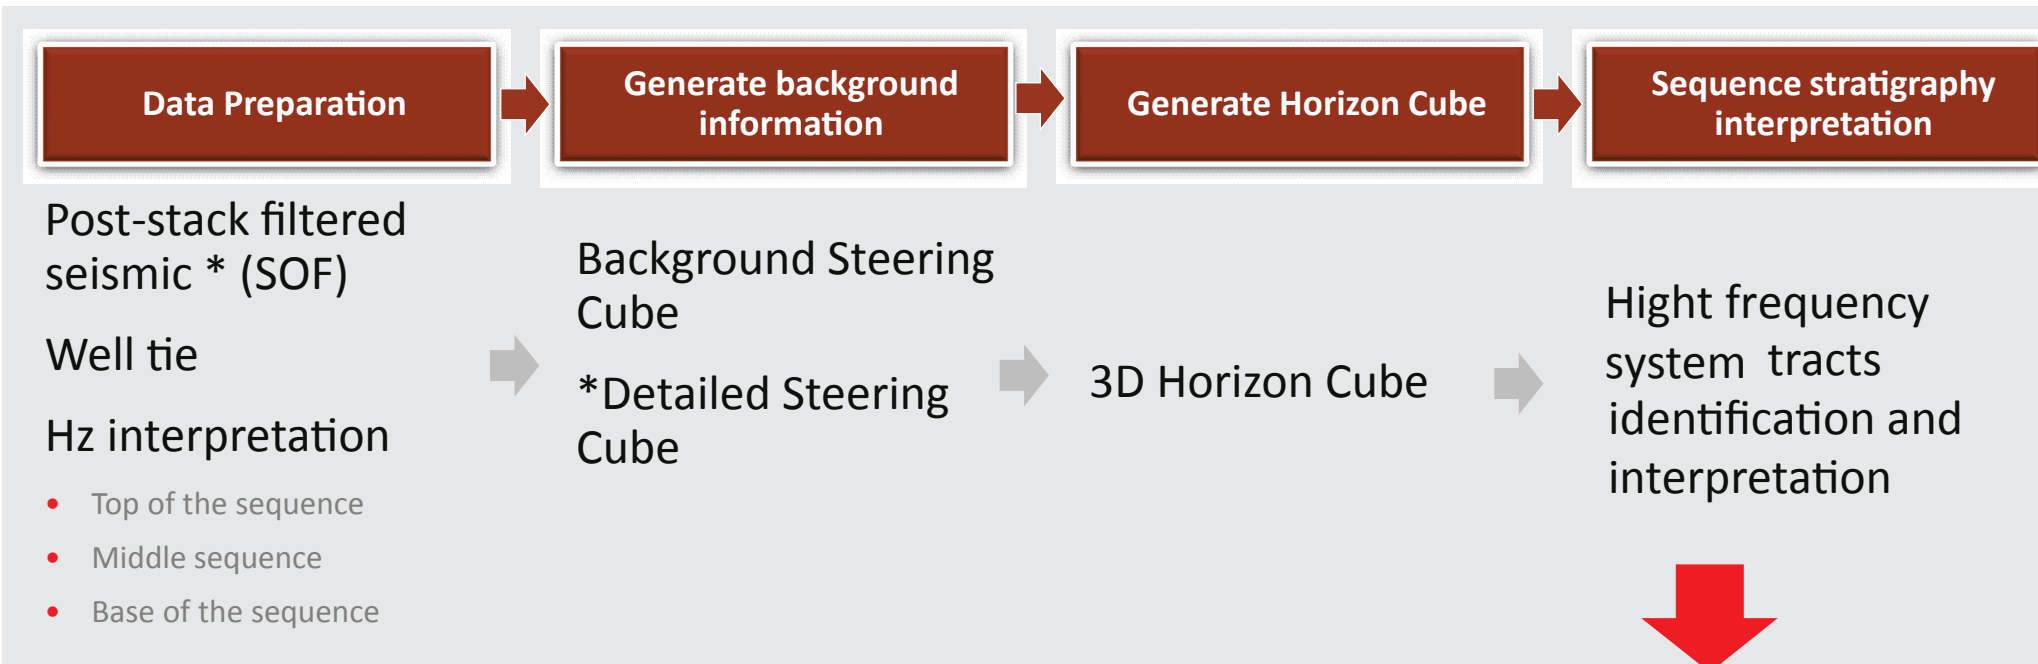 Data Preparation
Generate background
information
Generate Horizon Cube
Sequence stratigraphy
interpretation
Post-stack filtered
seismic * (SOF)
Well tie
Hz interpretation
• Top of the sequence
• Middle sequence
• Base of the sequence
Background Steering
Cube
*Detailed Steering
Cube
3D Horizon Cube
Hight frequency
system tracts
identification and
interpretation